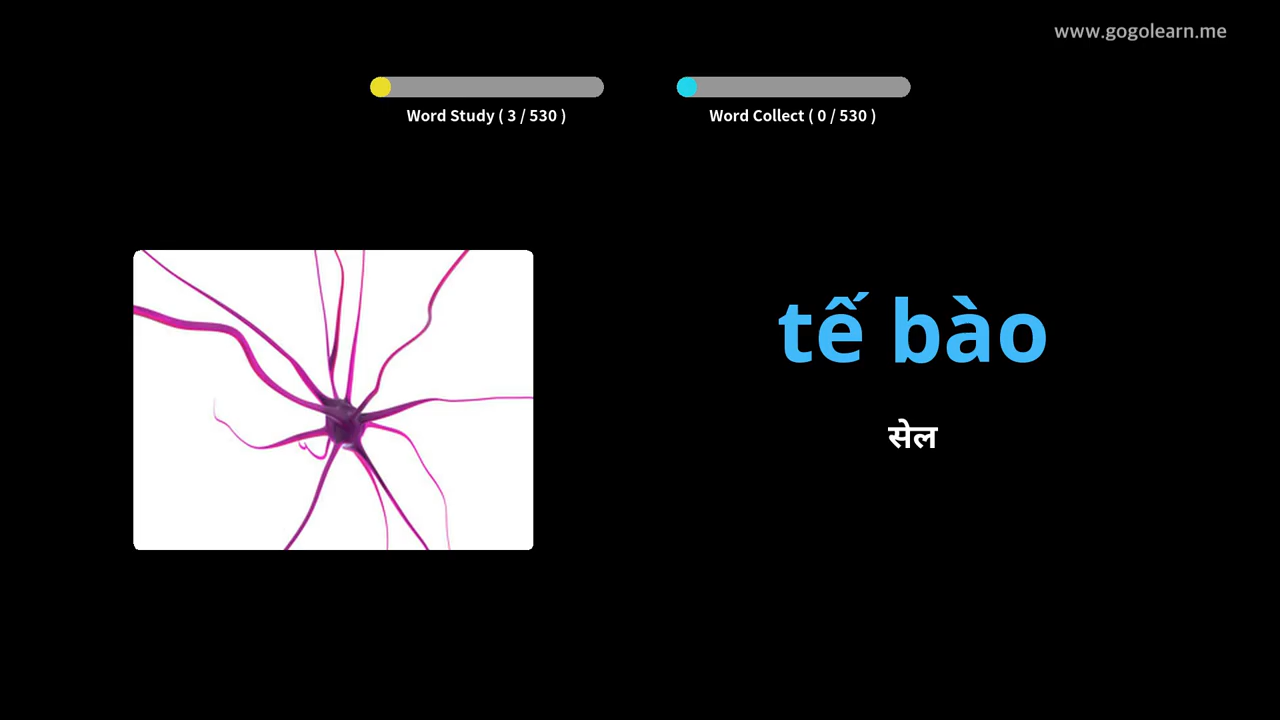 www.gogolearn.me
Word Study ( 3 / 530 )
Word Collect ( 0 / 530 )
tế bào
सेल